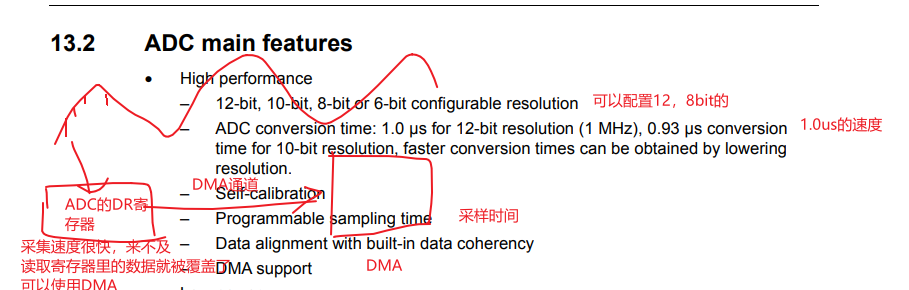 13.2 ADC main features
● High performance
– 12-bit, 10-bit, 8-bit or 6-bit configurable resolution 可以配置12，8bit的
– ADC conversion time: 1.0 µs for 12-bit resolution (1 MHz), 0.93 µs conversion 1.0us的速度
time for 10-bit resolution, faster conversion times can be obtained by lowering
resolution.
DMA通道
– Self-calibration
ADC的DR寄
存器
– Programmable sampling time 采样时间
– Data alignment with built-in data coherency
采集速度很快，来不及
读取寄存器里的数据就被覆盖了
– DMA support DMA
可以使用DMA